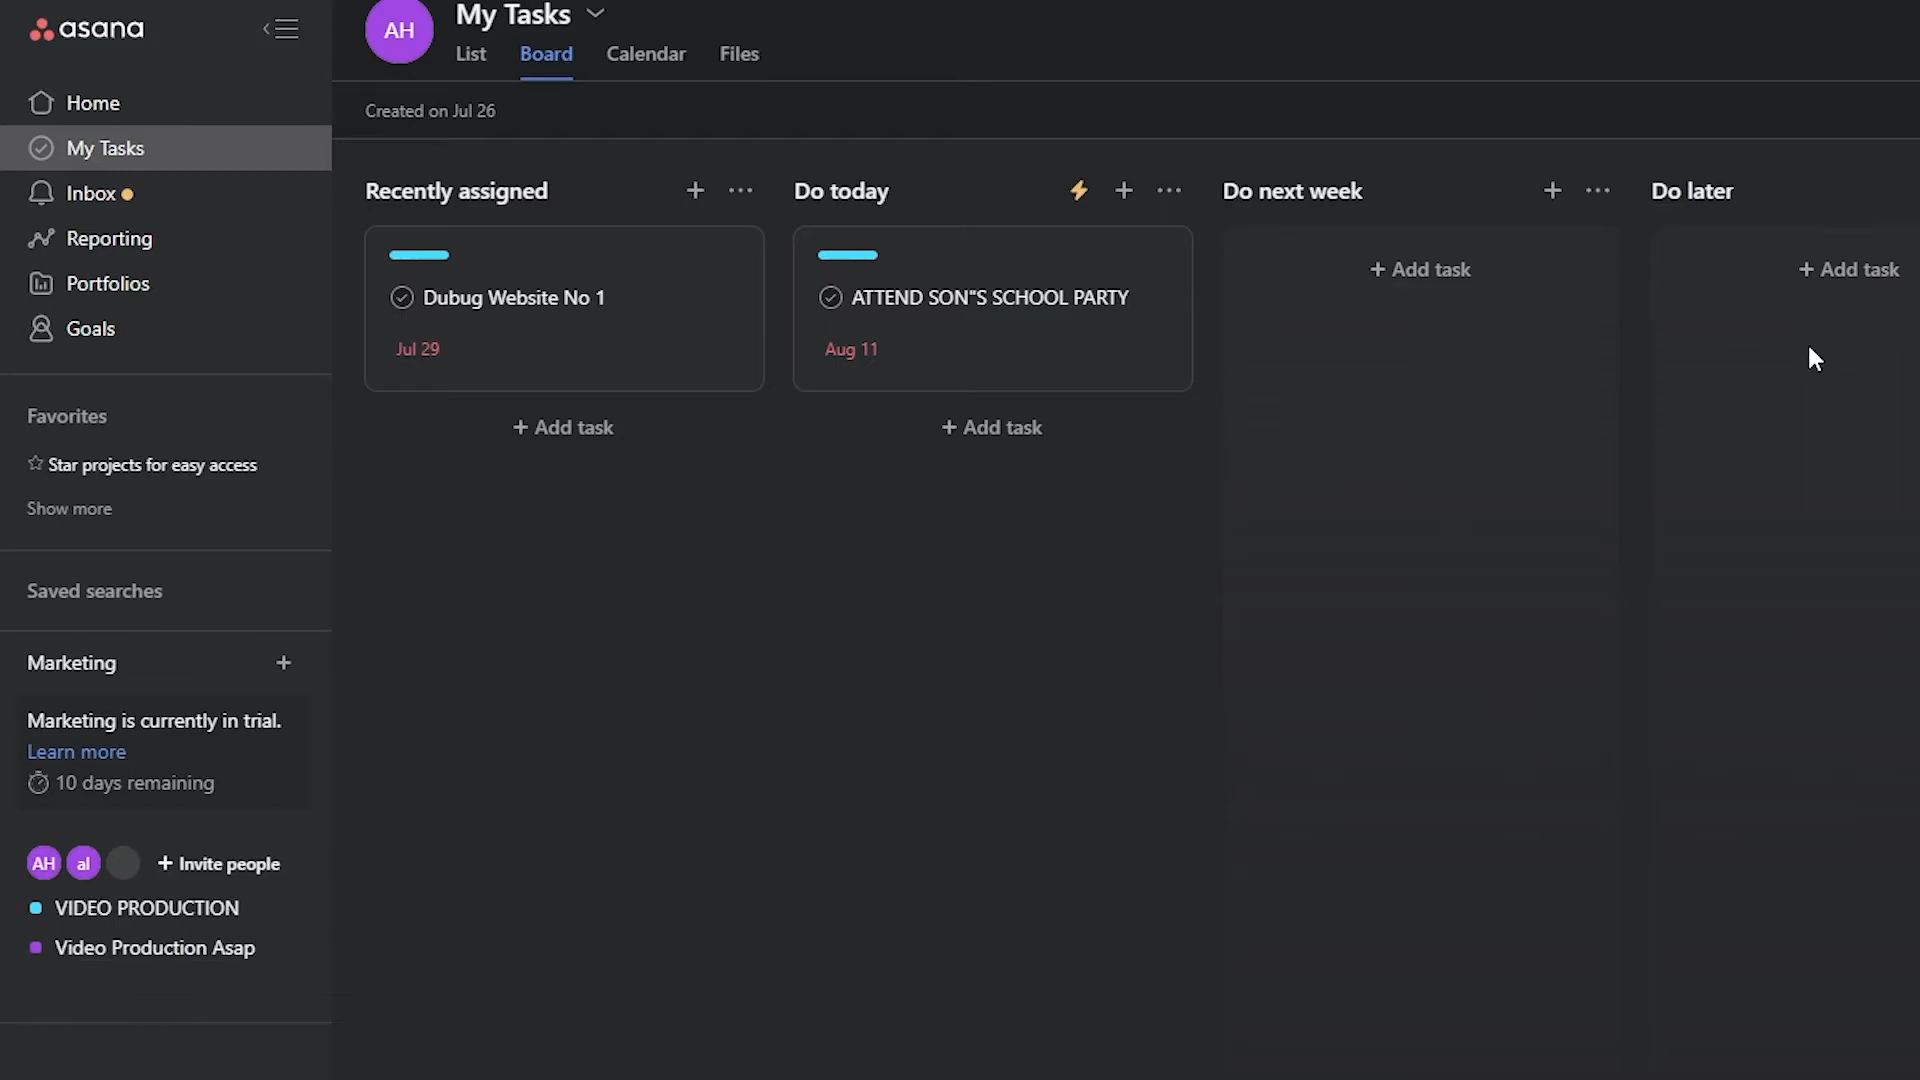 asana
Home
My Tasks
Inbox
Reporting
Portfolios
Goals
Favorites
Star projects for easy access
Show more
Saved searches
Marketing +
Marketing is currently in trial.
Learn more
10 days remaining
AH al + Invite people
VIDEO PRODUCTION
Video Production Asap
AH
My Tasks
List Board Calendar Files
Created on Jul 26
Recently assigned + ...
Dubug Website No 1
Jul 29
+ Add task
Do today + ...
ATTEND SON"S SCHOOL PARTY
Aug 11
+ Add task
Do next week + ...
+ Add task
Do later
+ Add task